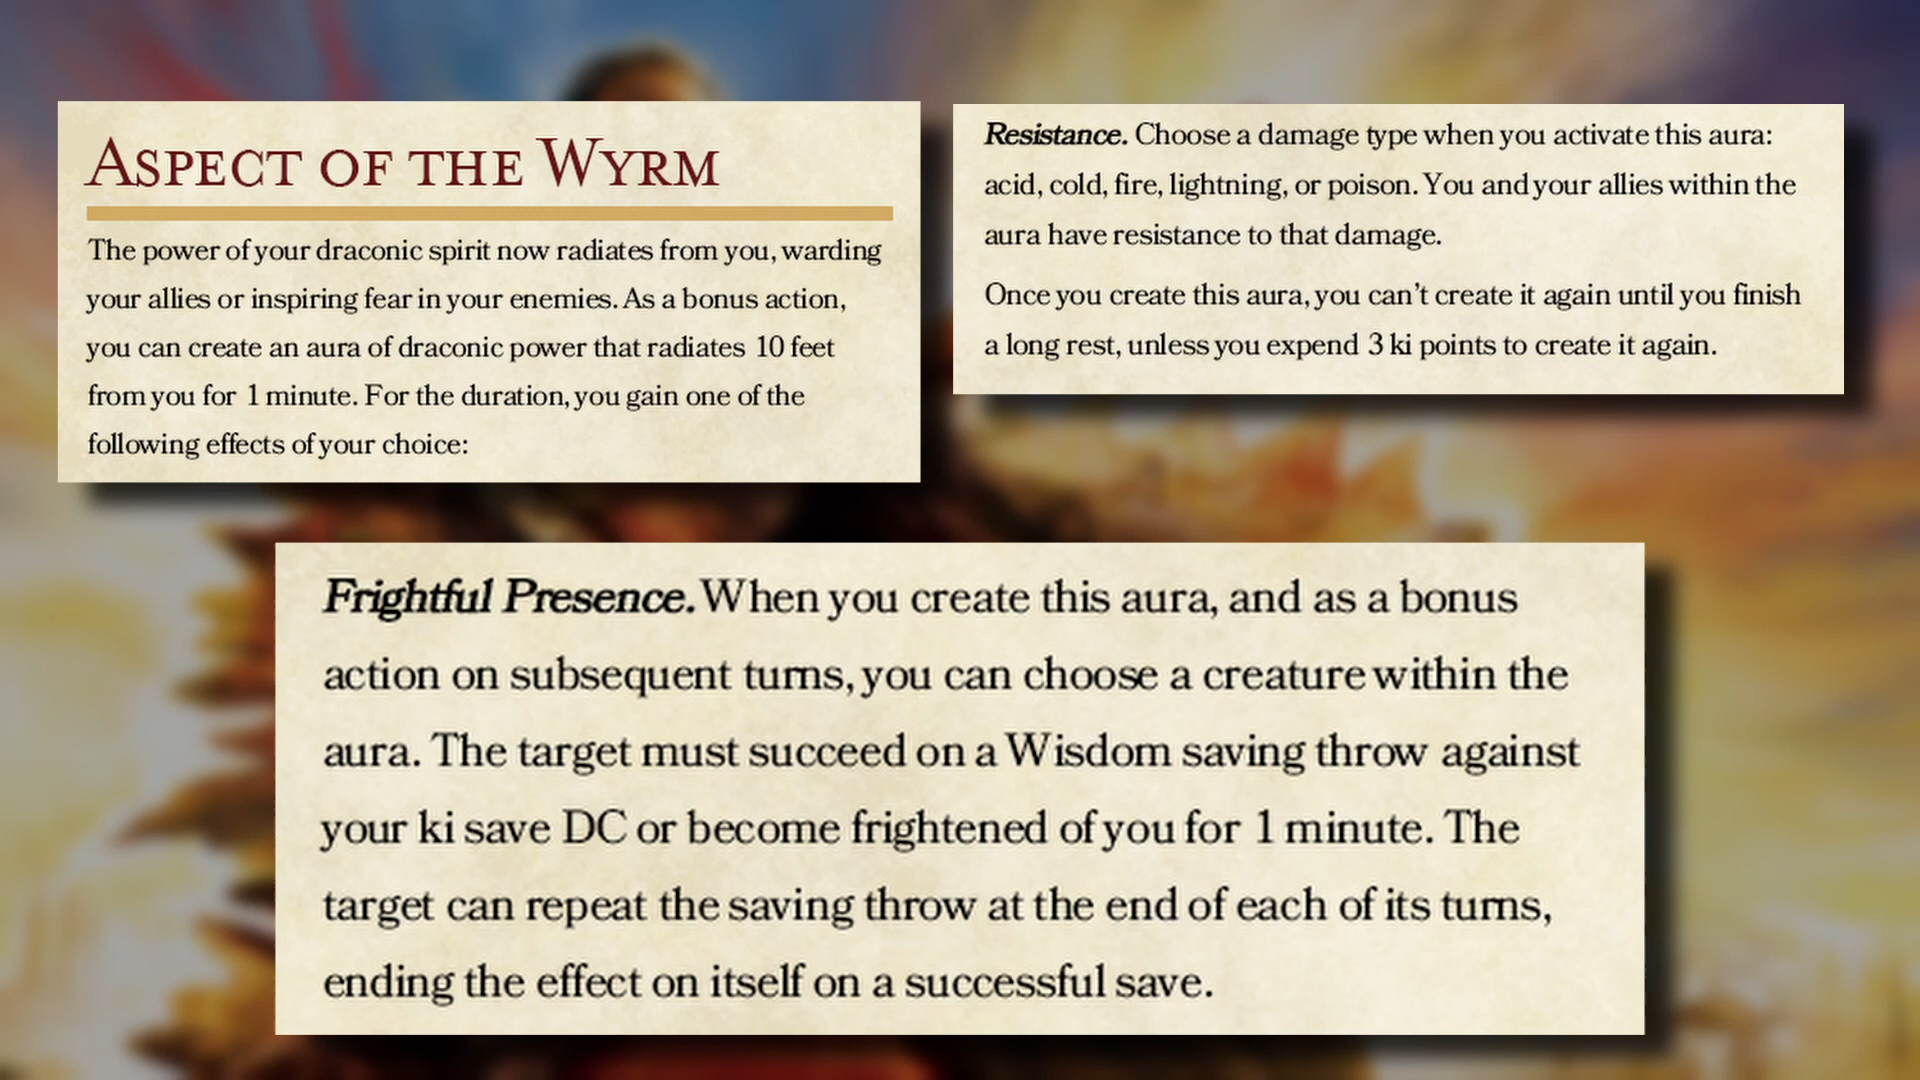 ASPECT OF THE WYRM
The power of your draconic spirit now radiates from you, warding
your allies or inspiring fear in your enemies. As a bonus action,
you can create an aura of draconic power that radiates 10 feet
from you for 1 minute. For the duration, you gain one of the
following effects of your choice:
Resistance. Choose a damage type when you activate this aura:
acid, cold, fire, lightning, or poison. You and your allies within the
aura have resistance to that damage.
Once you create this aura, you can't create it again until you finish
a long rest, unless you expend 3 ki points to create it again.
Frightful Presence. When you create this aura, and as a bonus
action on subsequent turns, you can choose a creature within the
aura. The target must succeed on a Wisdom saving throw against
your ki save DC or become frightened of you for 1 minute. The
target can repeat the saving throw at the end of each of its turns,
ending the effect on itself on a successful save.